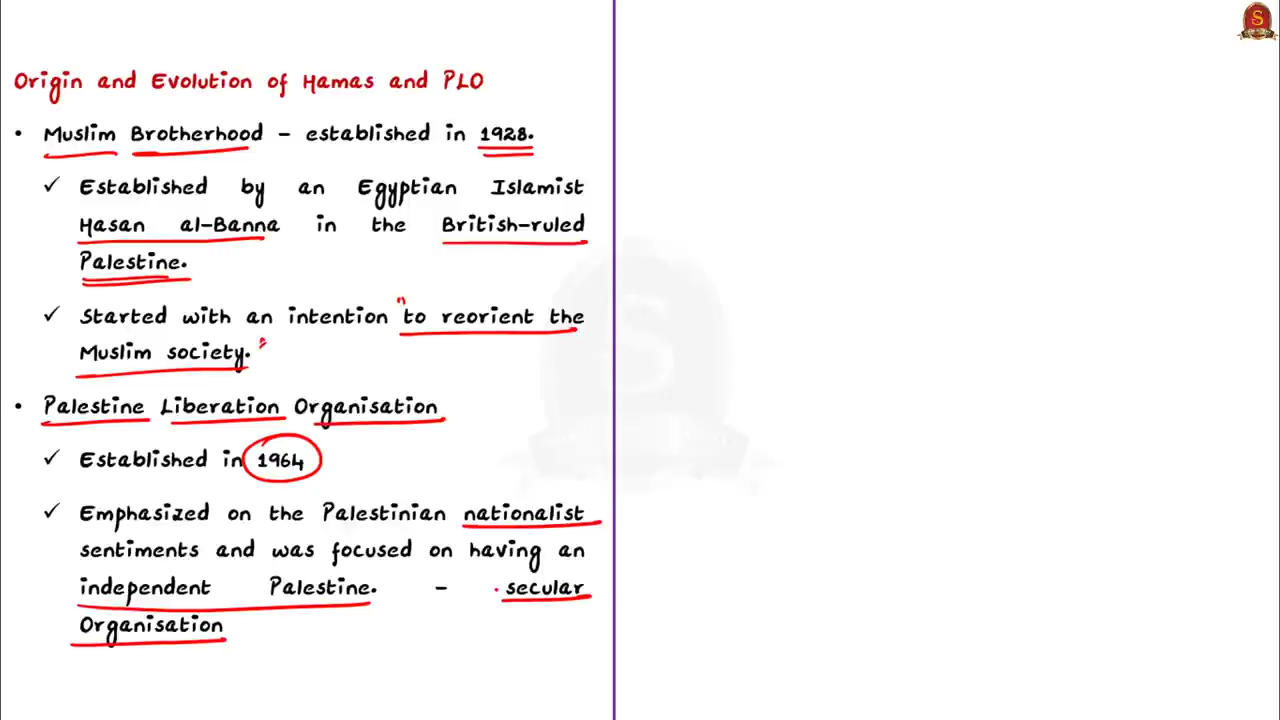 Origin and Evolution of Hamas and PLO
• Muslim Brotherhood – established in 1928.
✓ Established by an Egyptian Islamist
Hasan al-Banna in the British-ruled
Palestine.
✓ Started with an intention "to reorient the
Muslim society."
• Palestine Liberation Organisation
✓ Established in 1964
✓ Emphasized on the Palestinian nationalist
sentiments and was focused on having an
independent Palestine. – secular
Organisation
S